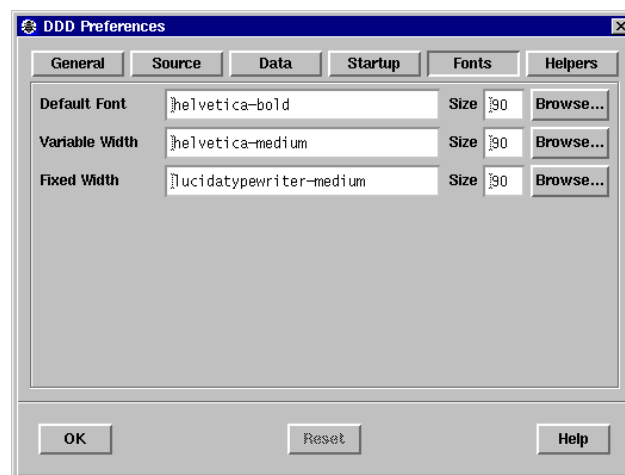 DDD Preferences
General Source Data Startup Fonts Helpers
Default Font helvetica-bold Size 90 Browse...
Variable Width helvetica-medium Size 90 Browse...
Fixed Width lucidatypewriter-medium Size 90 Browse...
OK Reset Help